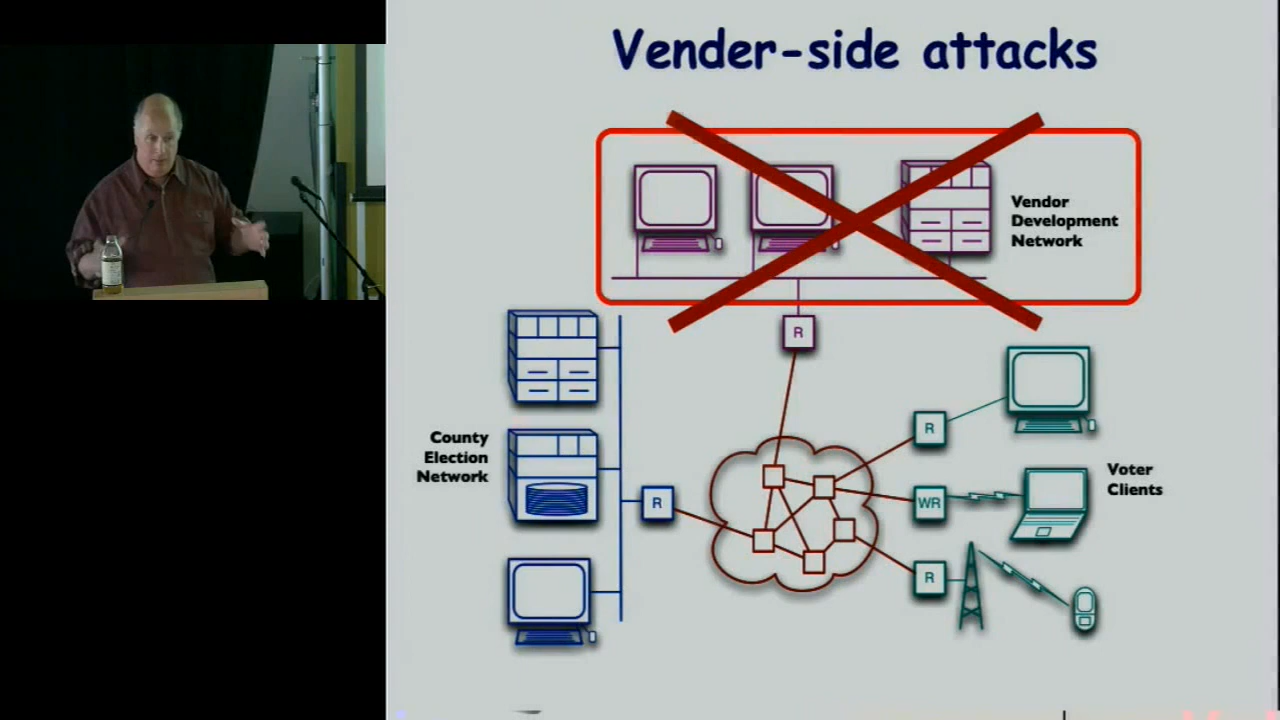 Vender-side attacks
Vendor
Development
Network
R
County
Election
Network
R
R
WR
R
Voter
Clients